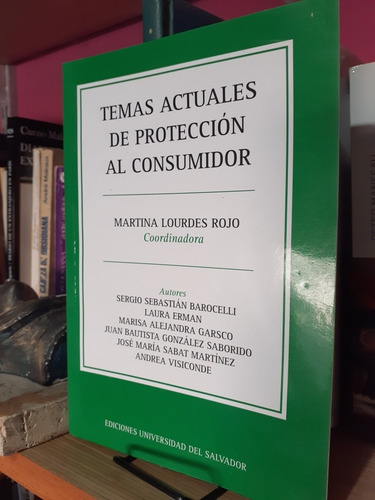 TEMAS ACTUALES
DE PROTECCIÓN
AL CONSUMIDOR
MARTINA LOURDES ROJO
Coordinadora
Autores
SERGIO SEBASTIÁN BAROCELLI
LAURA ERMAN
MARISA ALEJANDRA GARSCO
JUAN BAUTISTA GONZÁLEZ SABORIDO
JOSÉ MARÍA SABAT MARTÍNEZ
ANDREA VISICONDE
EDICIONES UNIVERSIDAD DEL SALVADOR